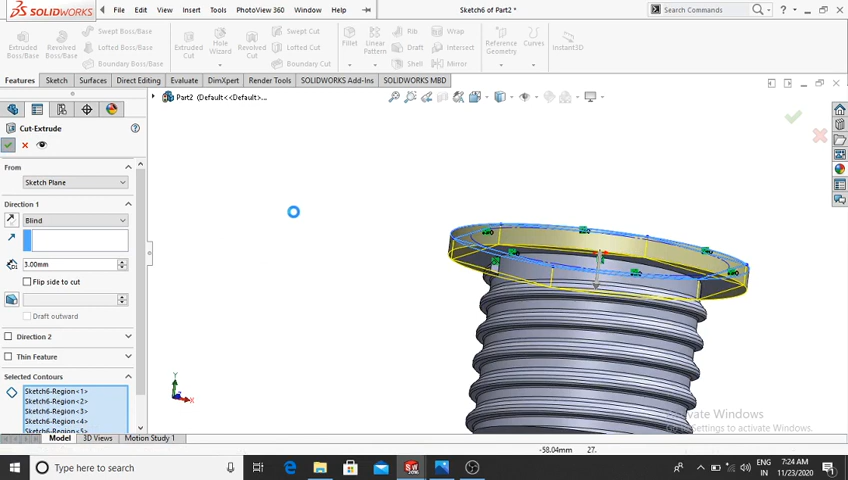 SOLIDWORKS File Edit View Insert Tools PhotoView 360 Window Help Sketch6 of Part2 * Search Commands
Extruded Boss/Base
Revolved Boss/Base
Swept Boss/Base
Lofted Boss/Base
Boundary Boss/Base
Extruded Cut
Hole Wizard
Revolved Cut
Swept Cut
Lofted Cut
Boundary Cut
Fillet
Linear Pattern
Rib
Draft
Shell
Wrap
Intersect
Mirror
Reference Geometry
Curves
Instant3D
Features Sketch Surfaces Direct Editing Evaluate DimXpert Render Tools SOLIDWORKS Add-Ins SOLIDWORKS MBD
Part2 (Default<<Default>...
Cut-Extrude
From
Sketch Plane
Direction 1
Blind
3.00mm
Flip side to cut
Draft outward
Direction 2
Thin Feature
Selected Contours
Sketch6-Region<1>
Sketch6-Region<2>
Sketch6-Region<3>
Sketch6-Region<4>
Sketch6-Region<5>
Y
X
Activate Windows
Go to Settings to activate Windows.
Model 3D Views Motion Study 1
-58.04mm 27.
Type here to search
ENG
IN
7:24 AM
11/23/2020